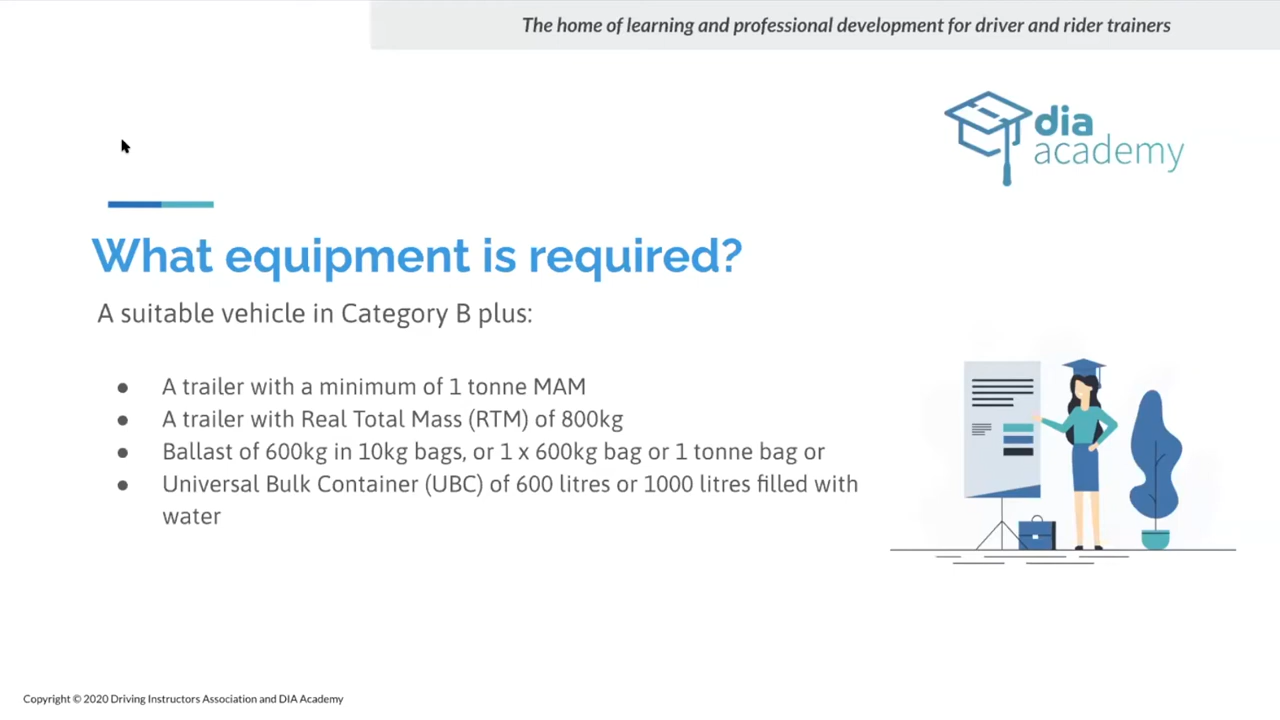 The home of learning and professional development for driver and rider trainers
dia
academy
What equipment is required?
A suitable vehicle in Category B plus:
● A trailer with a minimum of 1 tonne MAM
● A trailer with Real Total Mass (RTM) of 800kg
● Ballast of 600kg in 10kg bags, or 1 x 600kg bag or 1 tonne bag or
● Universal Bulk Container (UBC) of 600 litres or 1000 litres filled with
water
Copyright © 2020 Driving Instructors Association and DIA Academy